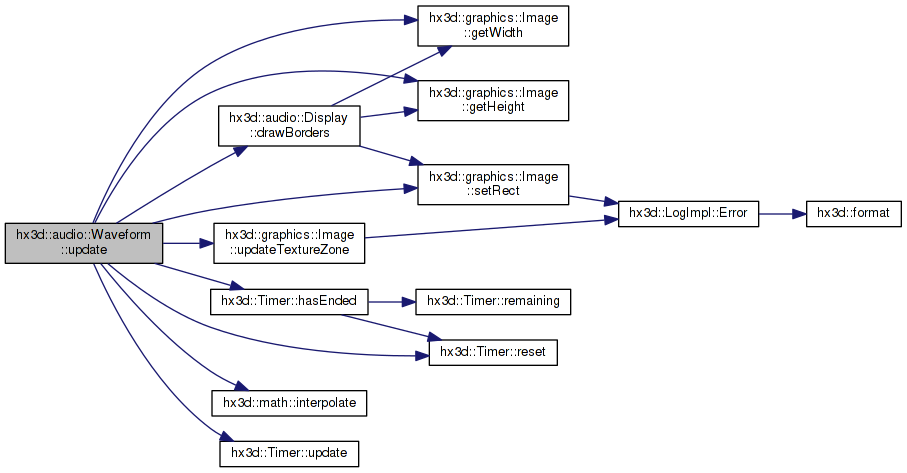 hx3d::graphics::Image
::getWidth
hx3d::graphics::Image
::getHeight
hx3d::audio::Display
::drawBorders
hx3d::graphics::Image
::setRect
hx3d::LogImpl::Error
hx3d::format
hx3d::audio::Waveform
::update
hx3d::graphics::Image
::updateTextureZone
hx3d::Timer::hasEnded
hx3d::Timer::remaining
hx3d::Timer::reset
hx3d::math::interpolate
hx3d::Timer::update